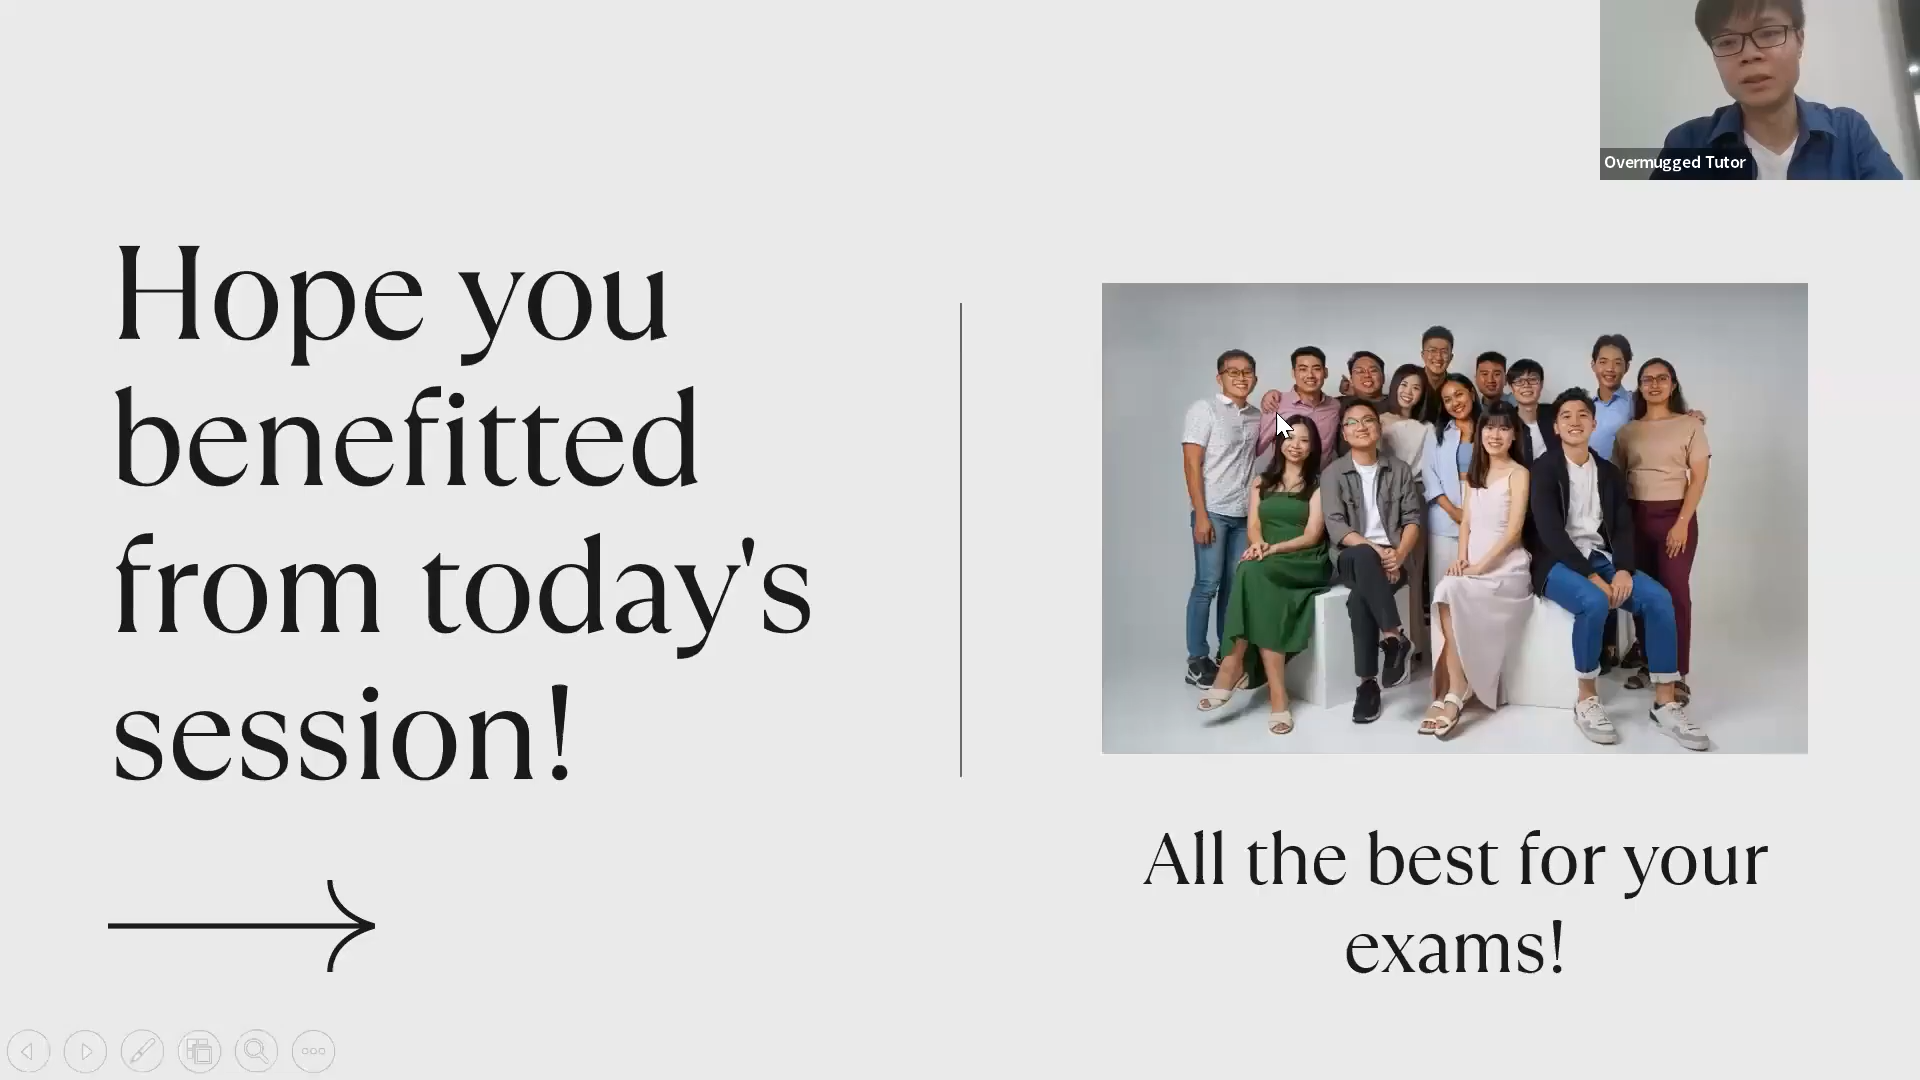 Overmugged Tutor
Hope you
benefitted
from today's
session!
All the best for your
exams!